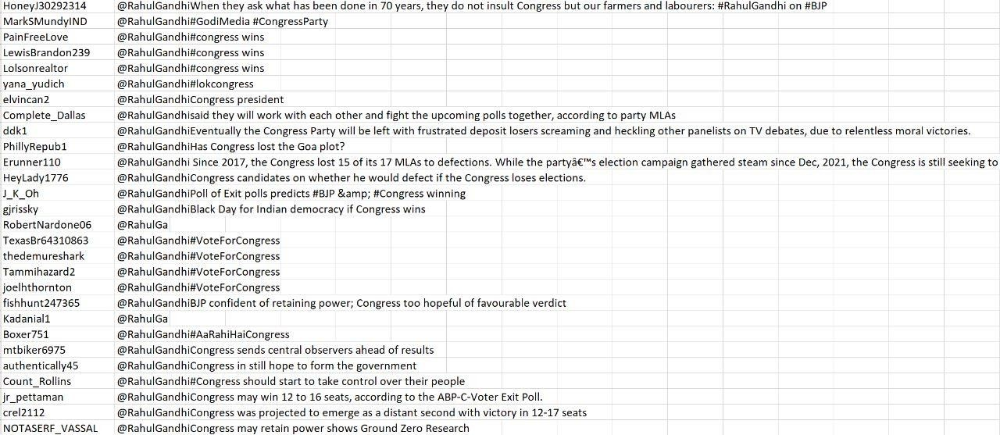 HoneyJ30292314 @RahulGandhiWhen they ask what has been done in 70 years, they do not insult Congress but our farmers and labourers: #RahulGandhi on #BJP
MarkSMundyIND @RahulGandhi#GodiMedia #CongressParty
PainFreeLove @RahulGandhi#congress wins
LewisBrandon239 @RahulGandhi#congress wins
Lolsonrealtor @RahulGandhi#congress wins
yana_yudich @RahulGandhi#lokcongress
elvincan2 @RahulGandhiCongress president
Complete_Dallas @RahulGandhisaid they will work with each other and fight the upcoming polls together, according to party MLAs
ddk1 @RahulGandhiEventually the Congress Party will be left with frustrated deposit losers screaming and heckling other panelists on TV debates, due to relentless moral victories.
PhillyRepub1 @RahulGandhiHas Congress lost the Goa plot?
Erunner110 @RahulGandhi Since 2017, the Congress lost 15 of its 17 MLAs to defections. While the partyâ€™s election campaign gathered steam since Dec, 2021, the Congress is still seeking to
HeyLady1776 @RahulGandhiCongress candidates on whether he would defect if the Congress loses elections.
J_K_Oh @RahulGandhiPoll of Exit polls predicts #BJP &amp; #Congress winning
gjrissky @RahulGandhiBlack Day for Indian democracy if Congress wins
RobertNardone06 @RahulGa
TexasBr64310863 @RahulGandhi#VoteForCongress
thedemureshark @RahulGandhi#VoteForCongress
Tammihazard2 @RahulGandhi#VoteForCongress
joelhthornton @RahulGandhi#VoteForCongress
fishhunt247365 @RahulGandhiBJP confident of retaining power; Congress too hopeful of favourable verdict
Kadanial1 @RahulGa
Boxer751 @RahulGandhi#AaRahiHaiCongress
mtbiker6975 @RahulGandhiCongress sends central observers ahead of results
authentically45 @RahulGandhiCongress in still hope to form the government
Count_Rollins @RahulGandhi#Congress should start to take control over their people
jr_pettaman @RahulGandhiCongress may win 12 to 16 seats, according to the ABP-C-Voter Exit Poll.
crel2112 @RahulGandhiCongress was projected to emerge as a distant second with victory in 12-17 seats
NOTASERF_VASSAL @RahulGandhiCongress may retain power shows Ground Zero Research